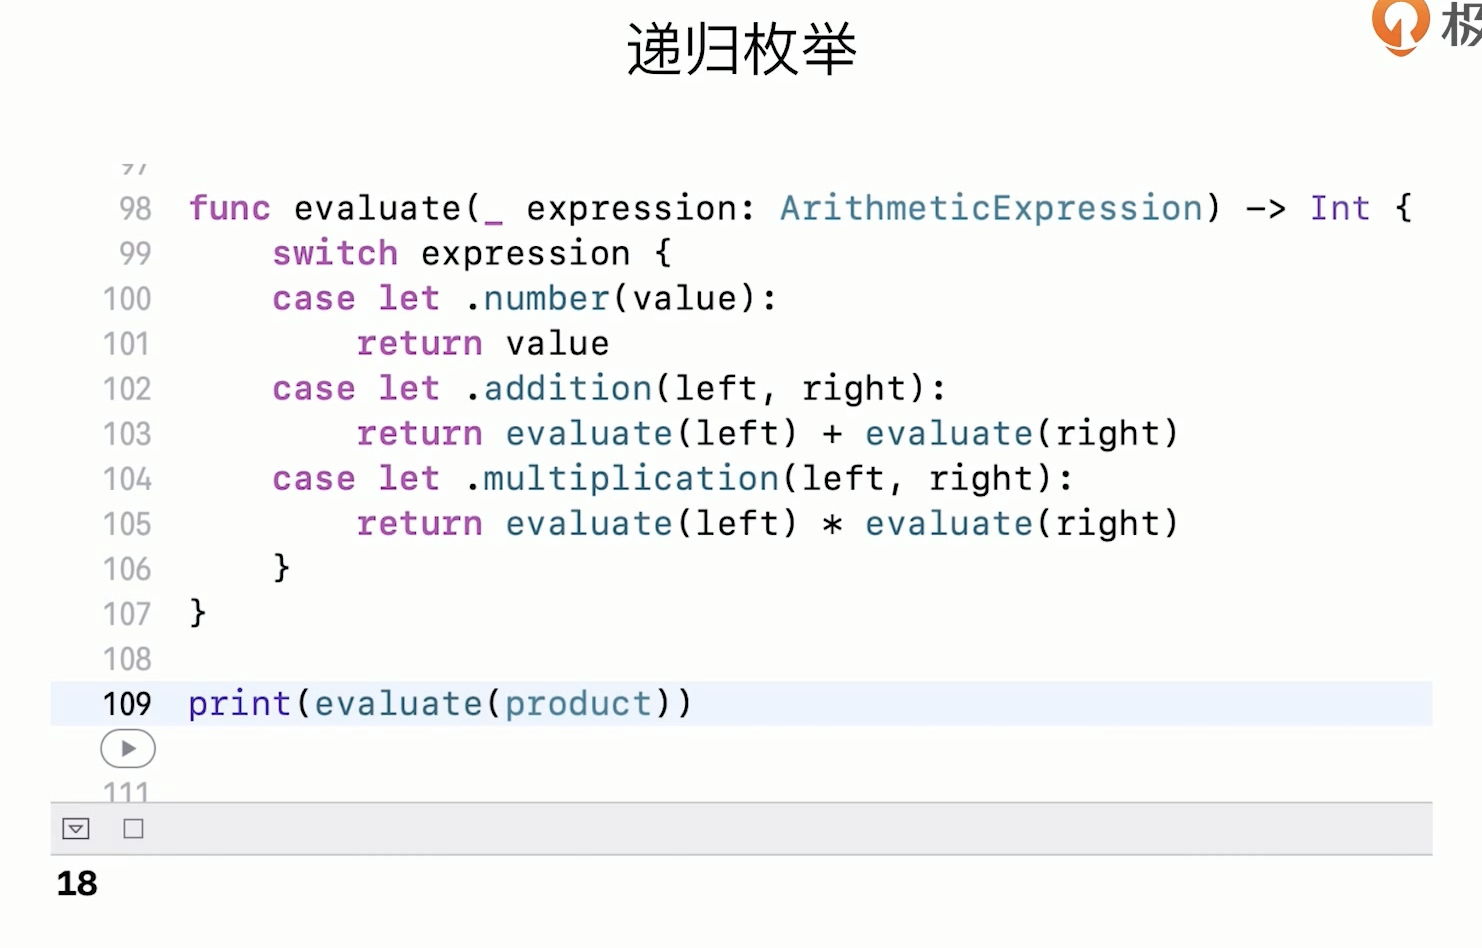 递归枚举
极
98 func evaluate(_ expression: ArithmeticExpression) -> Int {
99 switch expression {
100 case let .number(value):
101 return value
102 case let .addition(left, right):
103 return evaluate(left) + evaluate(right)
104 case let .multiplication(left, right):
105 return evaluate(left) * evaluate(right)
106 }
107 }
108
109 print(evaluate(product))
111
18